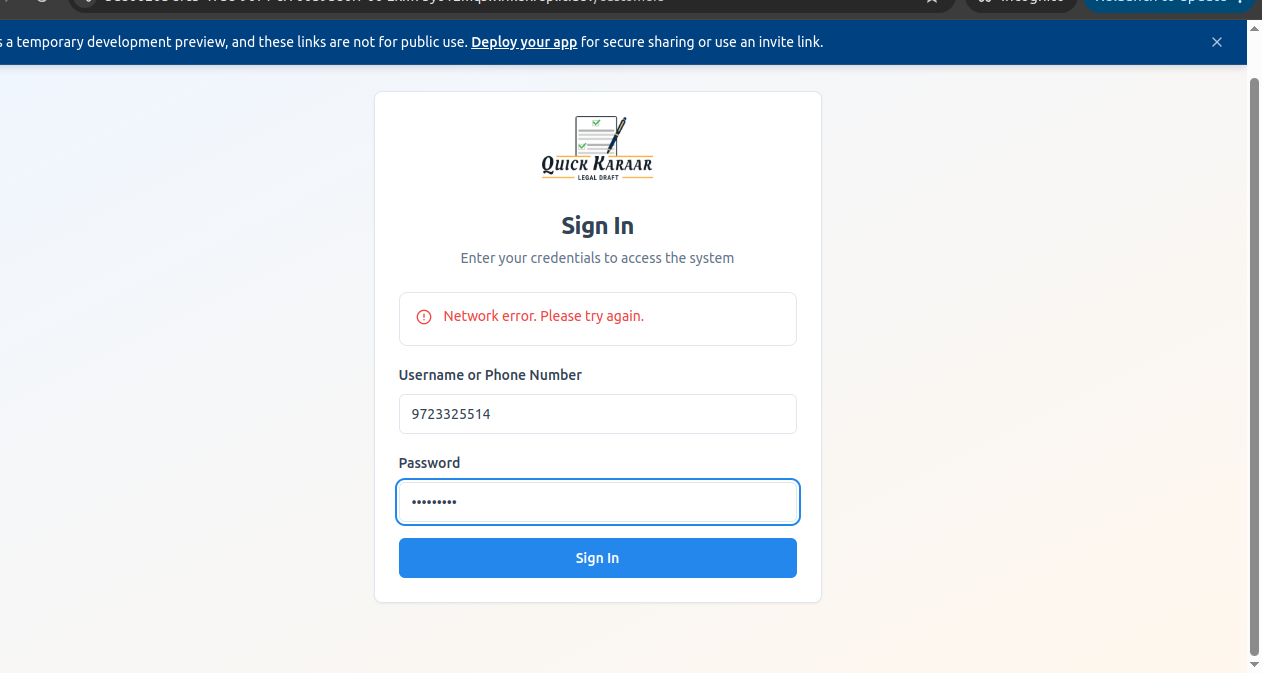 s a temporary development preview, and these links are not for public use. Deploy your app for secure sharing or use an invite link.
QUICK KARAAR
LEGAL DRAFT
Sign In
Enter your credentials to access the system
Network error. Please try again.
Username or Phone Number
9723325514
Password
•••••••••
Sign In